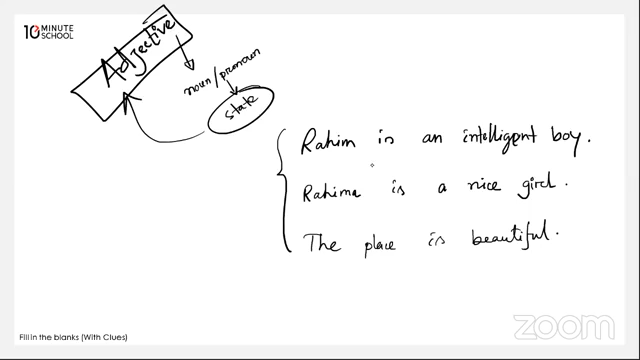 10 MINUTE SCHOOL
Adjective
noun/pronoun
state
Rahim is an intelligent boy.
Rahima is a nice girl.
The place is beautiful.
Fill in the blanks (With Clues)
zoom